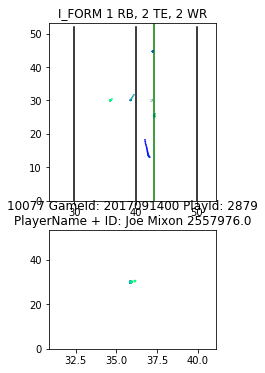 I_FORM 1 RB, 2 TE, 2 WR
50
40
30
20
10
0
30 40 50
10077 GameId: 2017091400 PlayId: 2879
PlayerName + ID: Joe Mixon 2557976.0
40
20
0
32.5 35.0 37.5 40.0